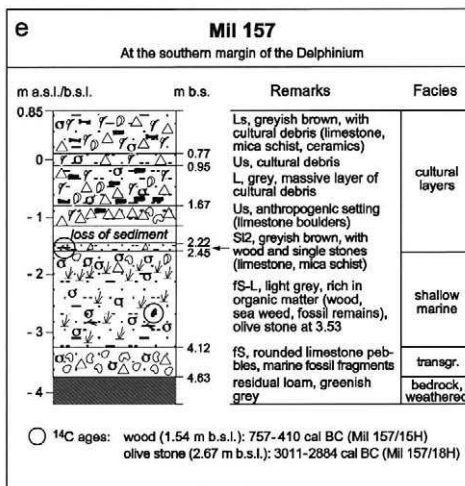 e
Mil 157
At the southern margin of the Delphinium
m a.s.l./b.s.l.
m b.s.
Remarks
Facies
0.85
Ls, greyish brown, with
cultural debris (limestone,
mica schist, ceramics)
0
0.77
Us, cultural debris
0.95
L, grey, massive layer of
cultural debris
cultural
layers
1.67
Us, anthropogenic setting
(limestone boulders)
- 1
loss of sediment
2.22
2.45
Sl2, greyish brown, with
wood and single stones
(limestone, mica schist)
- 2
fS-L, light grey, rich in
organic matter (wood,
sea weed, fossil remains),
olive stone at 3.53
shallow
marine
- 3
4.12
fS, rounded limestone peb-
bles, marine fossil fragments
transgr.
4.63
residual loam, greenish
grey
bedrock,
weathered
- 4
14C ages: wood (1.54 m b.s.l.): 757-410 cal BC (Mil 157/15H)
olive stone (2.67 m b.s.l.): 3011-2884 cal BC (Mil 157/18H)